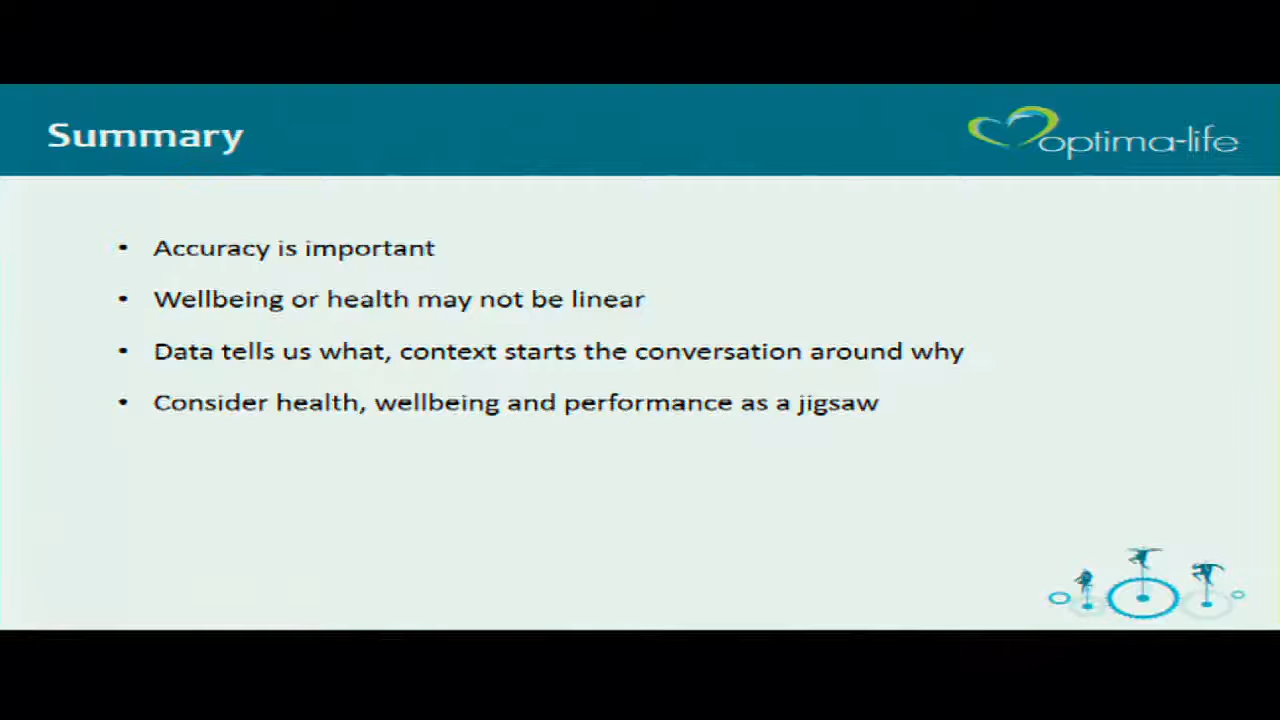 Summary
optima-life
• Accuracy is important
• Wellbeing or health may not be linear
• Data tells us what, context starts the conversation around why
• Consider health, wellbeing and performance as a jigsaw